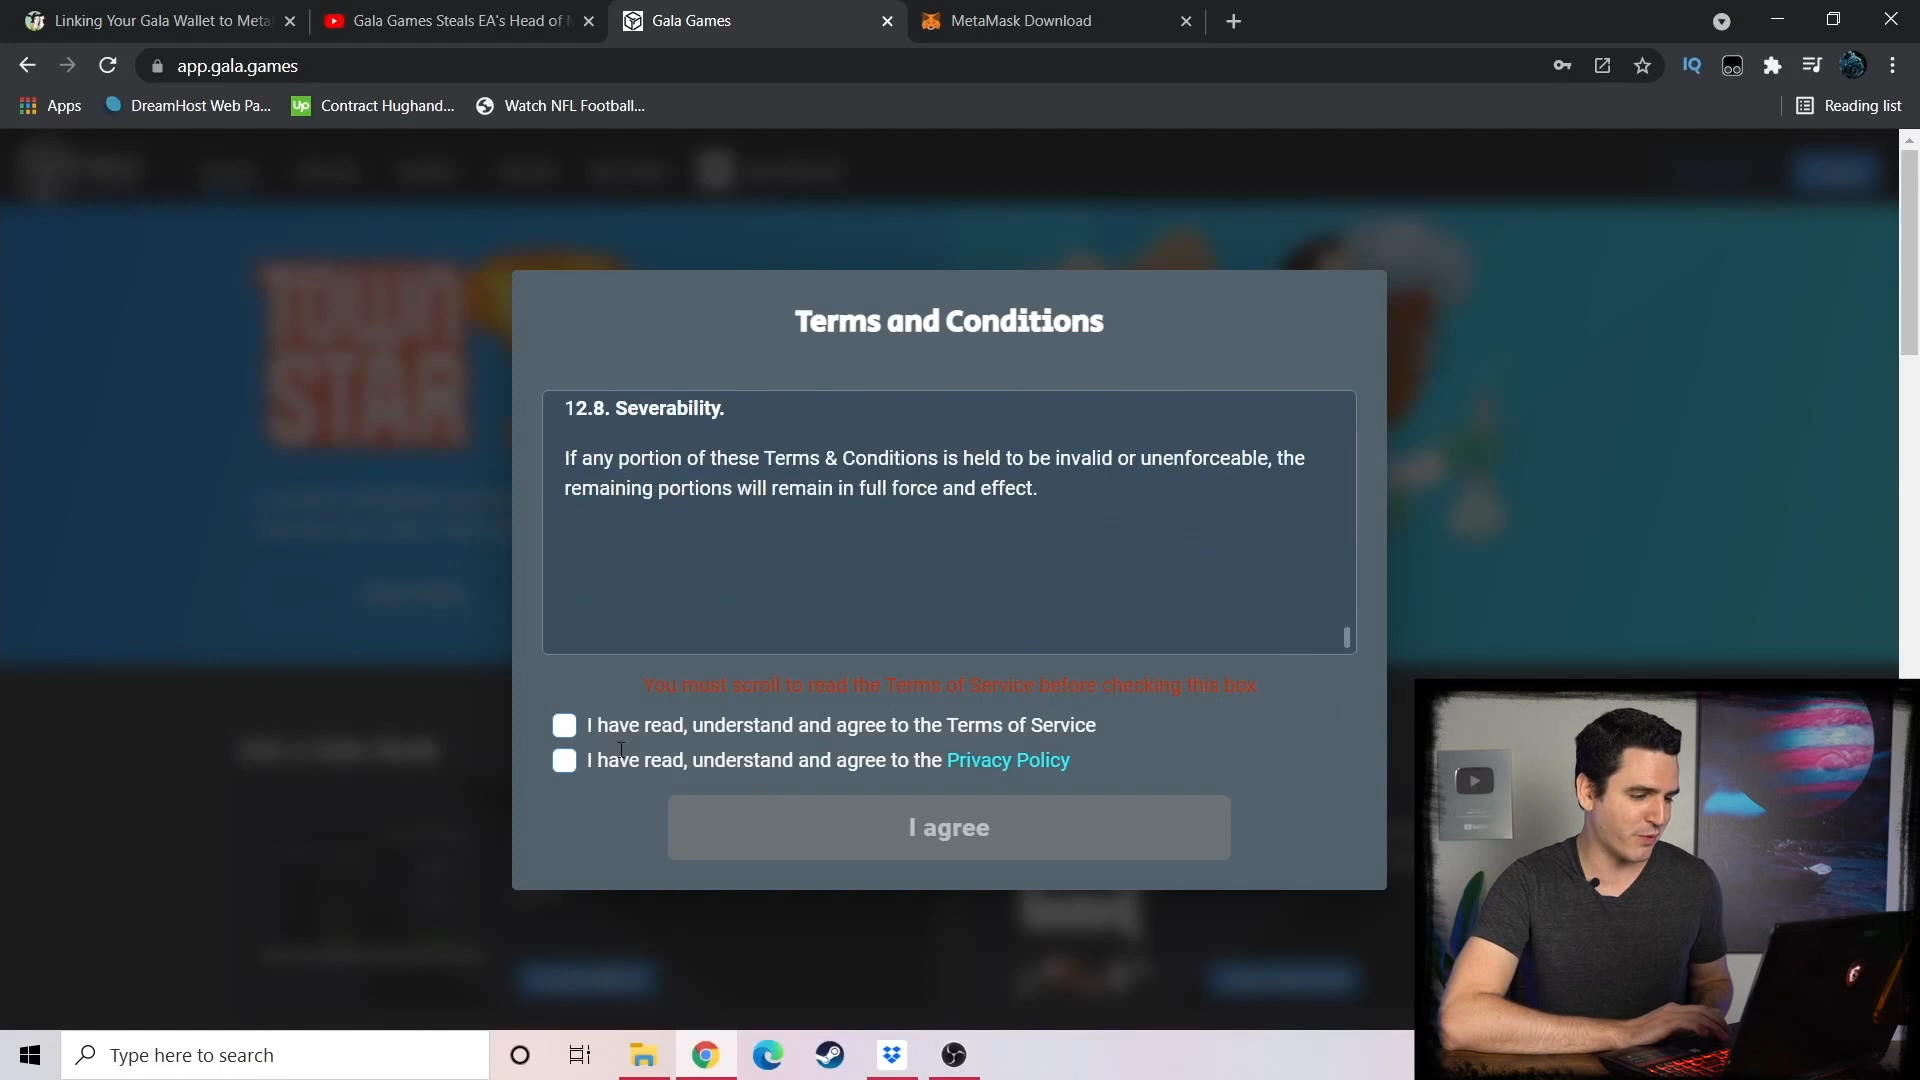 Linking Your Gala Wallet to Meta
Gala Games Steals EA's Head of
Gala Games
MetaMask Download
app.gala.games
IQ
Apps
DreamHost Web Pa...
Up
Contract Hughand...
Watch NFL Football...
Reading list
TOWN
STAR
Terms and Conditions
12.8. Severability.
If any portion of these Terms & Conditions is held to be invalid or unenforceable, the
remaining portions will remain in full force and effect.
You must scroll to read the Terms of Service before checking this box
I have read, understand and agree to the Terms of Service
I have read, understand and agree to the Privacy Policy
I agree
Type here to search